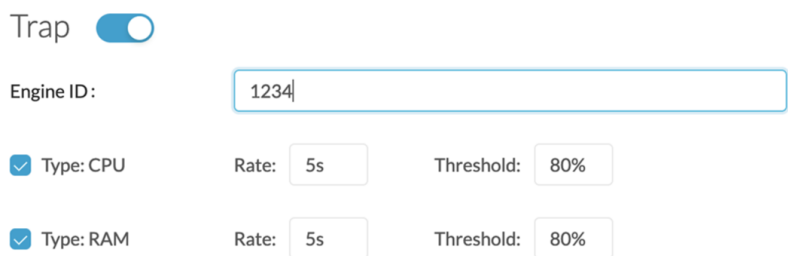 Trap
Engine ID: 1234
Type: CPU Rate: 5s Threshold: 80%
Type: RAM Rate: 5s Threshold: 80%